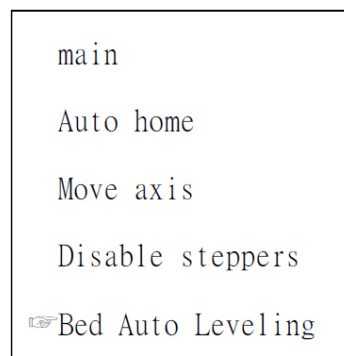 main
Auto home
Move axis
Disable steppers
☞Bed Auto Leveling